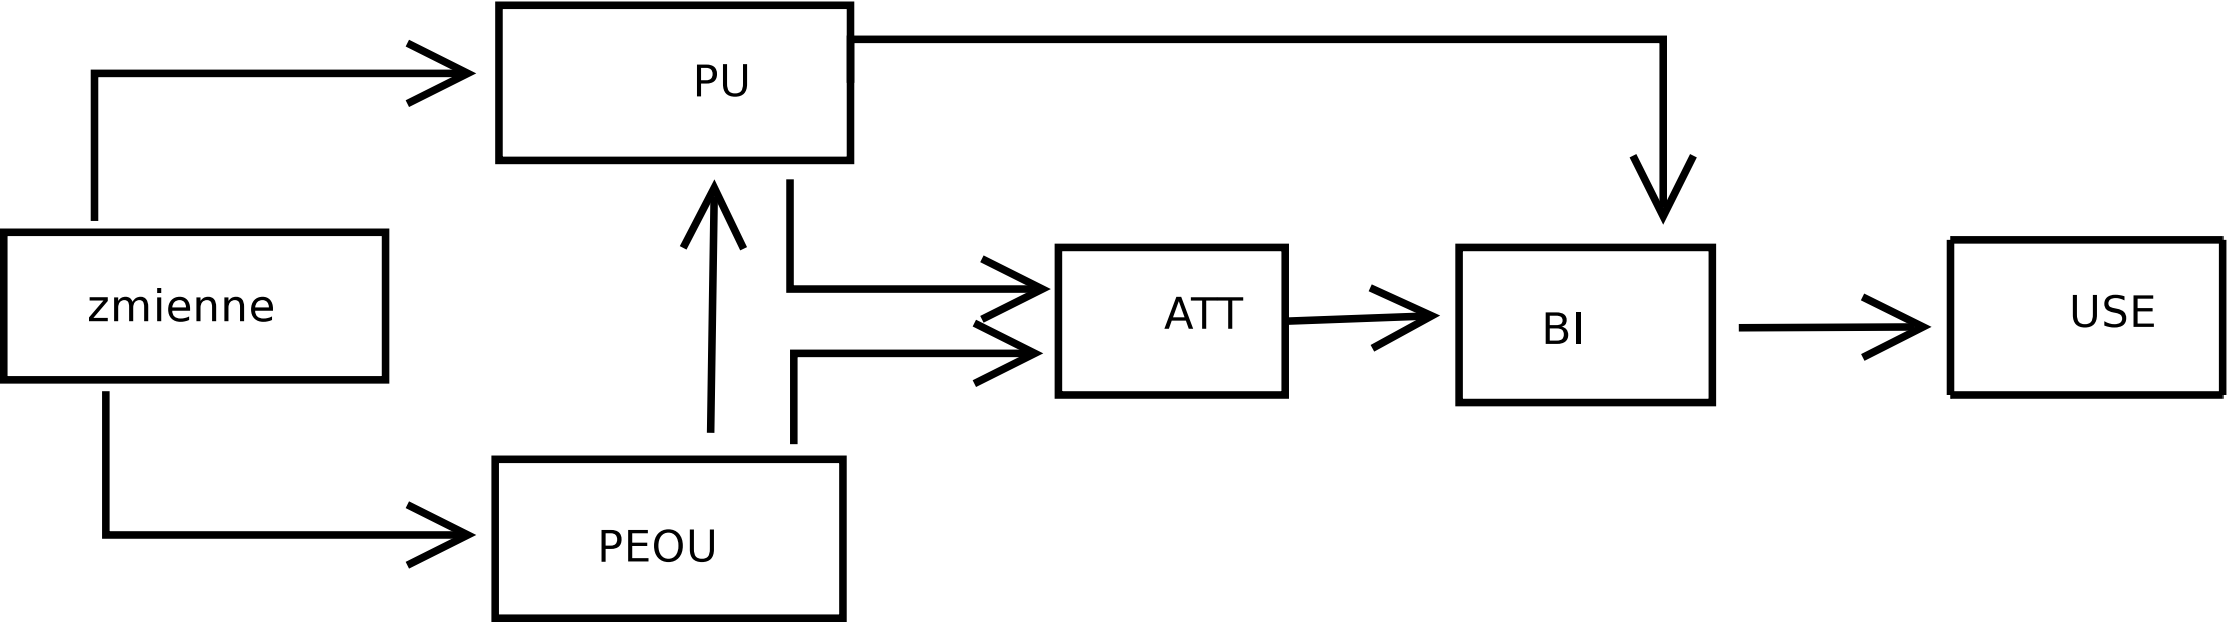 PU
zmienne
ATT
BI
USE
PEOU